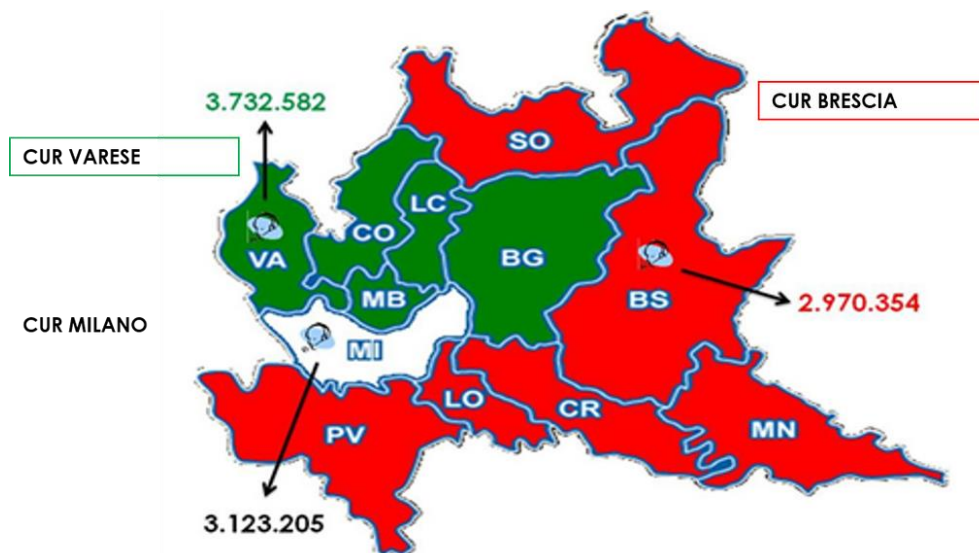 3.732.582
CUR BRESCIA
SO
CUR VARESE
LC
CO
VA
BG
MB
BS
2.970.354
CUR MILANO
MI
LO
CR
PV
MN
3.123.205